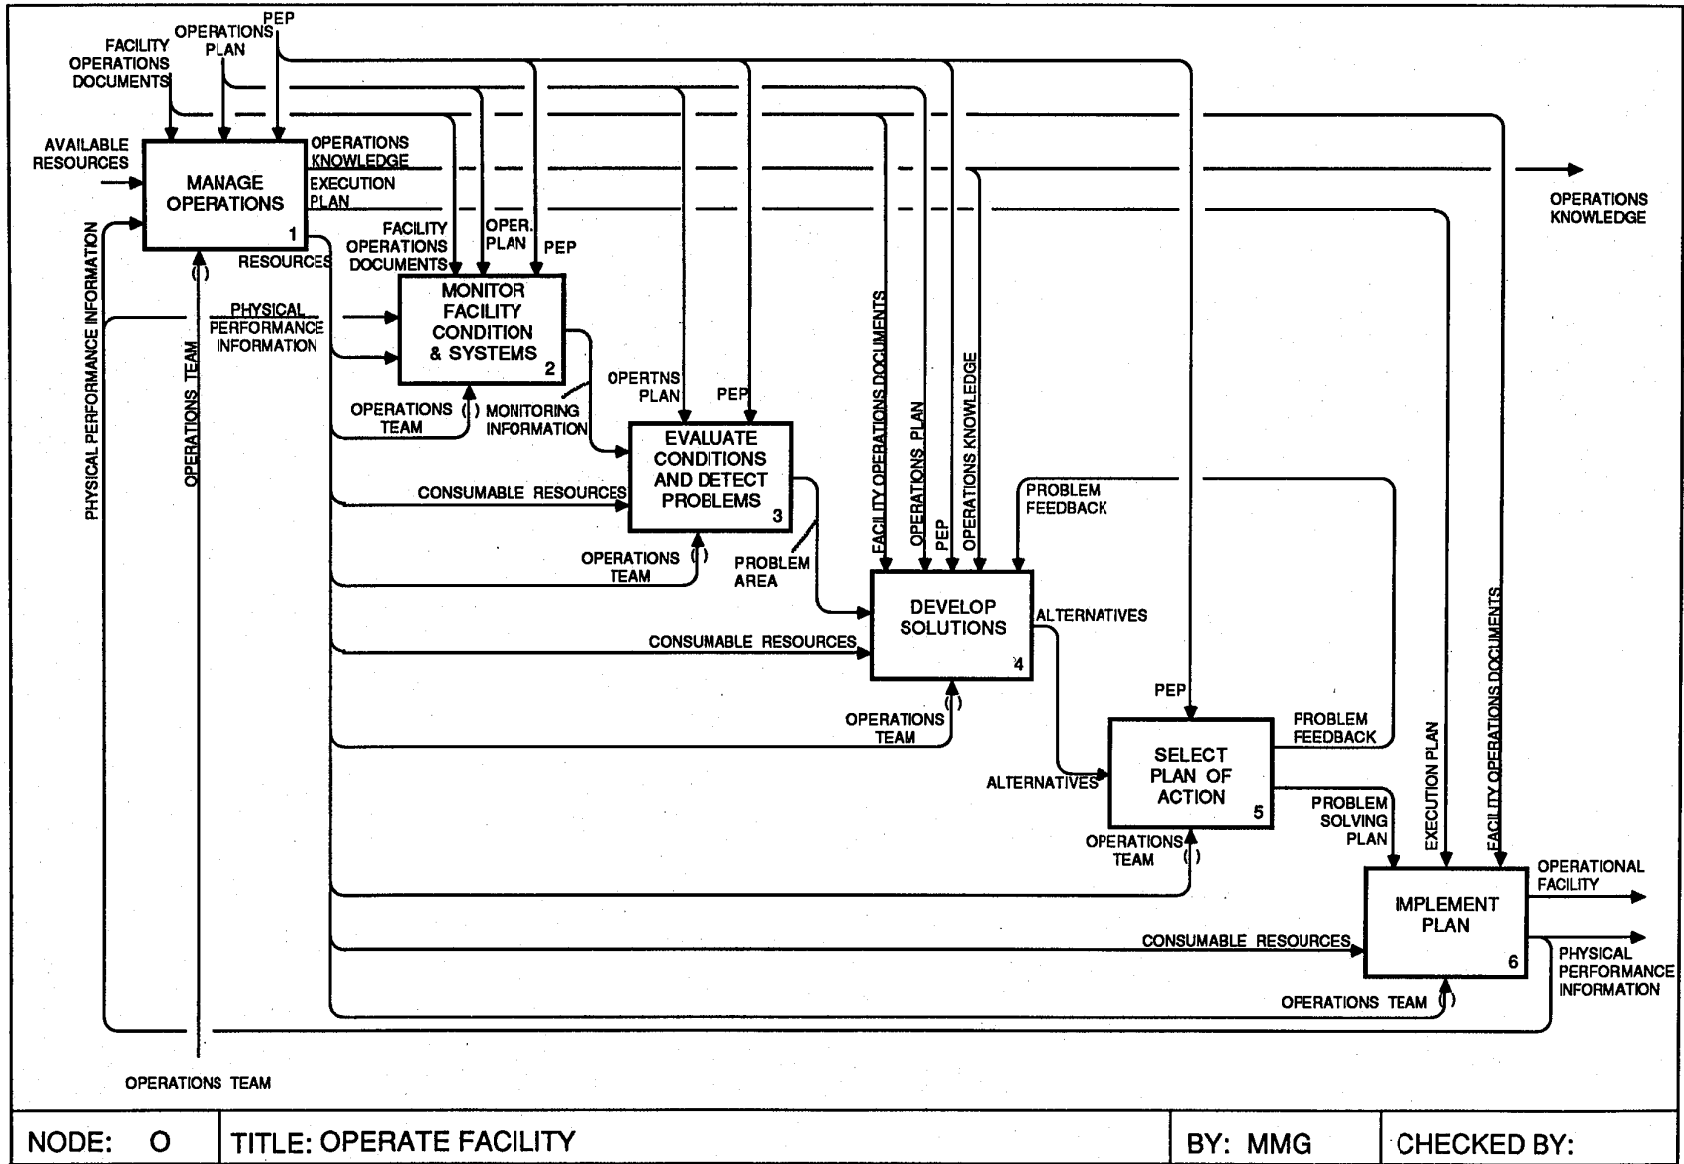 PEP
OPERATIONS
PLAN
FACILITY
OPERATIONS
DOCUMENTS
AVAILABLE
RESOURCES
MANAGE
OPERATIONS
1
OPERATIONS
KNOWLEDGE
EXECUTION
PLAN
RESOURCES
OPERATIONS
KNOWLEDGE
FACILITY
OPERATIONS
DOCUMENTS
OPER.
PLAN
PEP
PHYSICAL PERFORMANCE INFORMATION
OPERATIONS TEAM
( )
PHYSICAL
PERFORMANCE
INFORMATION
MONITOR
FACILITY
CONDITION
& SYSTEMS
2
OPERATIONS
TEAM
( )
MONITORING
INFORMATION
OPERTNS
PLAN
PEP
EVALUATE
CONDITIONS
AND DETECT
PROBLEMS
3
CONSUMABLE RESOURCES
OPERATIONS
TEAM
( )
PROBLEM
AREA
FACILITY OPERATIONS DOCUMENTS
OPERATIONS PLAN
PEP
OPERATIONS KNOWLEDGE
PROBLEM
FEEDBACK
DEVELOP
SOLUTIONS
4
ALTERNATIVES
CONSUMABLE RESOURCES
OPERATIONS
TEAM
( )
PEP
ALTERNATIVES
SELECT
PLAN OF
ACTION
5
PROBLEM
FEEDBACK
PROBLEM
SOLVING
PLAN
OPERATIONS
TEAM
( )
EXECUTION PLAN
FACILITY OPERATIONS DOCUMENTS
IMPLEMENT
PLAN
6
OPERATIONAL
FACILITY
PHYSICAL
PERFORMANCE
INFORMATION
CONSUMABLE RESOURCES
OPERATIONS TEAM
( )
OPERATIONS TEAM
NODE: O
TITLE: OPERATE FACILITY
BY: MMG
CHECKED BY: